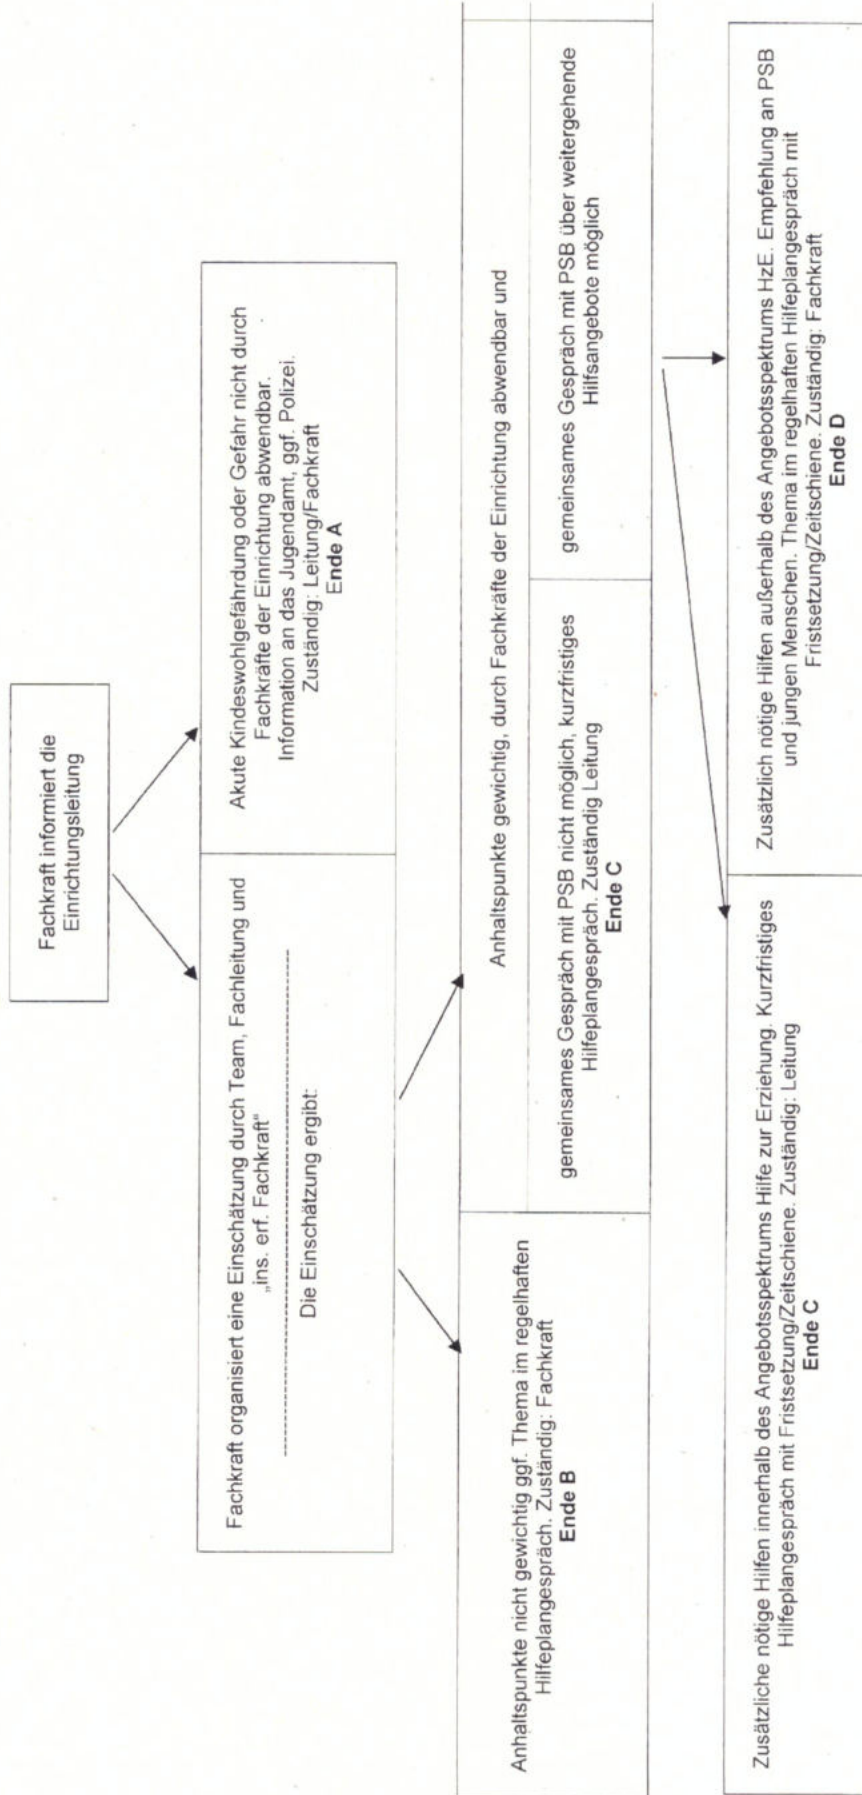 Fachkraft informiert die
Einrichtungsleitung
Fachkraft organisiert eine Einschätzung durch Team, Fachleitung und
„ins. erf. Fachkraft“
Die Einschätzung ergibt:
Akute Kindeswohlgefährdung oder Gefahr nicht durch
Fachkräfte der Einrichtung abwendbar.
Information an das Jugendamt, ggf. Polizei.
Zuständig: Leitung/Fachkraft
Ende A
Anhaltspunkte nicht gewichtig ggf. Thema im regelhaften
Hilfeplangespräch. Zuständig: Fachkraft
Ende B
Anhaltspunkte gewichtig, durch Fachkräfte der Einrichtung abwendbar und
gemeinsames Gespräch mit PSB nicht möglich, kurzfristiges
Hilfeplangespräch. Zuständig Leitung
Ende C
gemeinsames Gespräch mit PSB über weitergehende
Hilfsangebote möglich
Zusätzliche nötige Hilfen innerhalb des Angebotsspektrums Hilfe zur Erziehung. Kurzfristiges
Hilfeplangespräch mit Fristsetzung/Zeitschiene. Zuständig: Leitung
Ende C
Zusätzlich nötige Hilfen außerhalb des Angebotsspektrums HzE. Empfehlung an PSB
und jungen Menschen. Thema im regelhaften Hilfeplangespräch mit
Fristsetzung/Zeitschiene. Zuständig: Fachkraft
Ende D